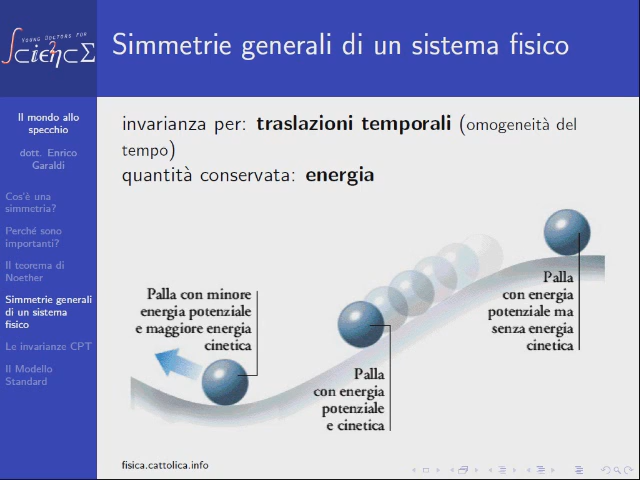 YOUNG DOCTORS FOR
Simmetrie generali di un sistema fisico
Il mondo allo
specchio
dott. Enrico
Garaldi
Cos'è una
simmetria?
Perché sono
importanti?
Il teorema di
Noether
Simmetrie generali
di un sistema
fisico
Le invarianze CPT
Il Modello
Standard
invarianza per: traslazioni temporali (omogeneità del
tempo)
quantità conservata: energia
Palla con minore
energia potenziale
e maggiore energia
cinetica
Palla
con energia
potenziale
e cinetica
Palla
con energia
potenziale ma
senza energia
cinetica
fisica.cattolica.info